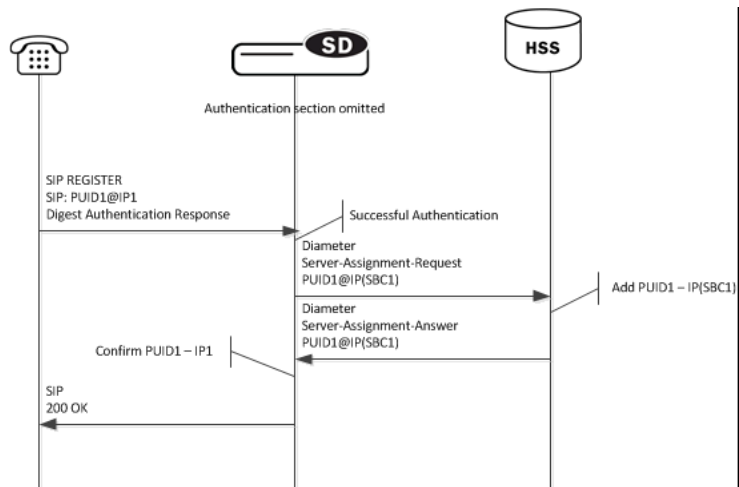 SD
HSS
Authentication section omitted
SIP REGISTER
SIP: PUID1@IP1
Digest Authentication Response
Successful Authentication
Diameter
Server-Assignment-Request
PUID1@IP(SBC1)
Add PUID1 – IP(SBC1)
Diameter
Server-Assignment-Answer
PUID1@IP(SBC1)
Confirm PUID1 – IP1
SIP
200 OK